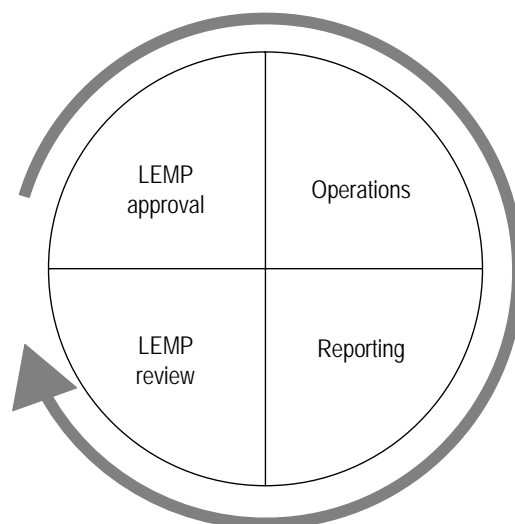 LEMP
approval
Operations
LEMP
review
Reporting